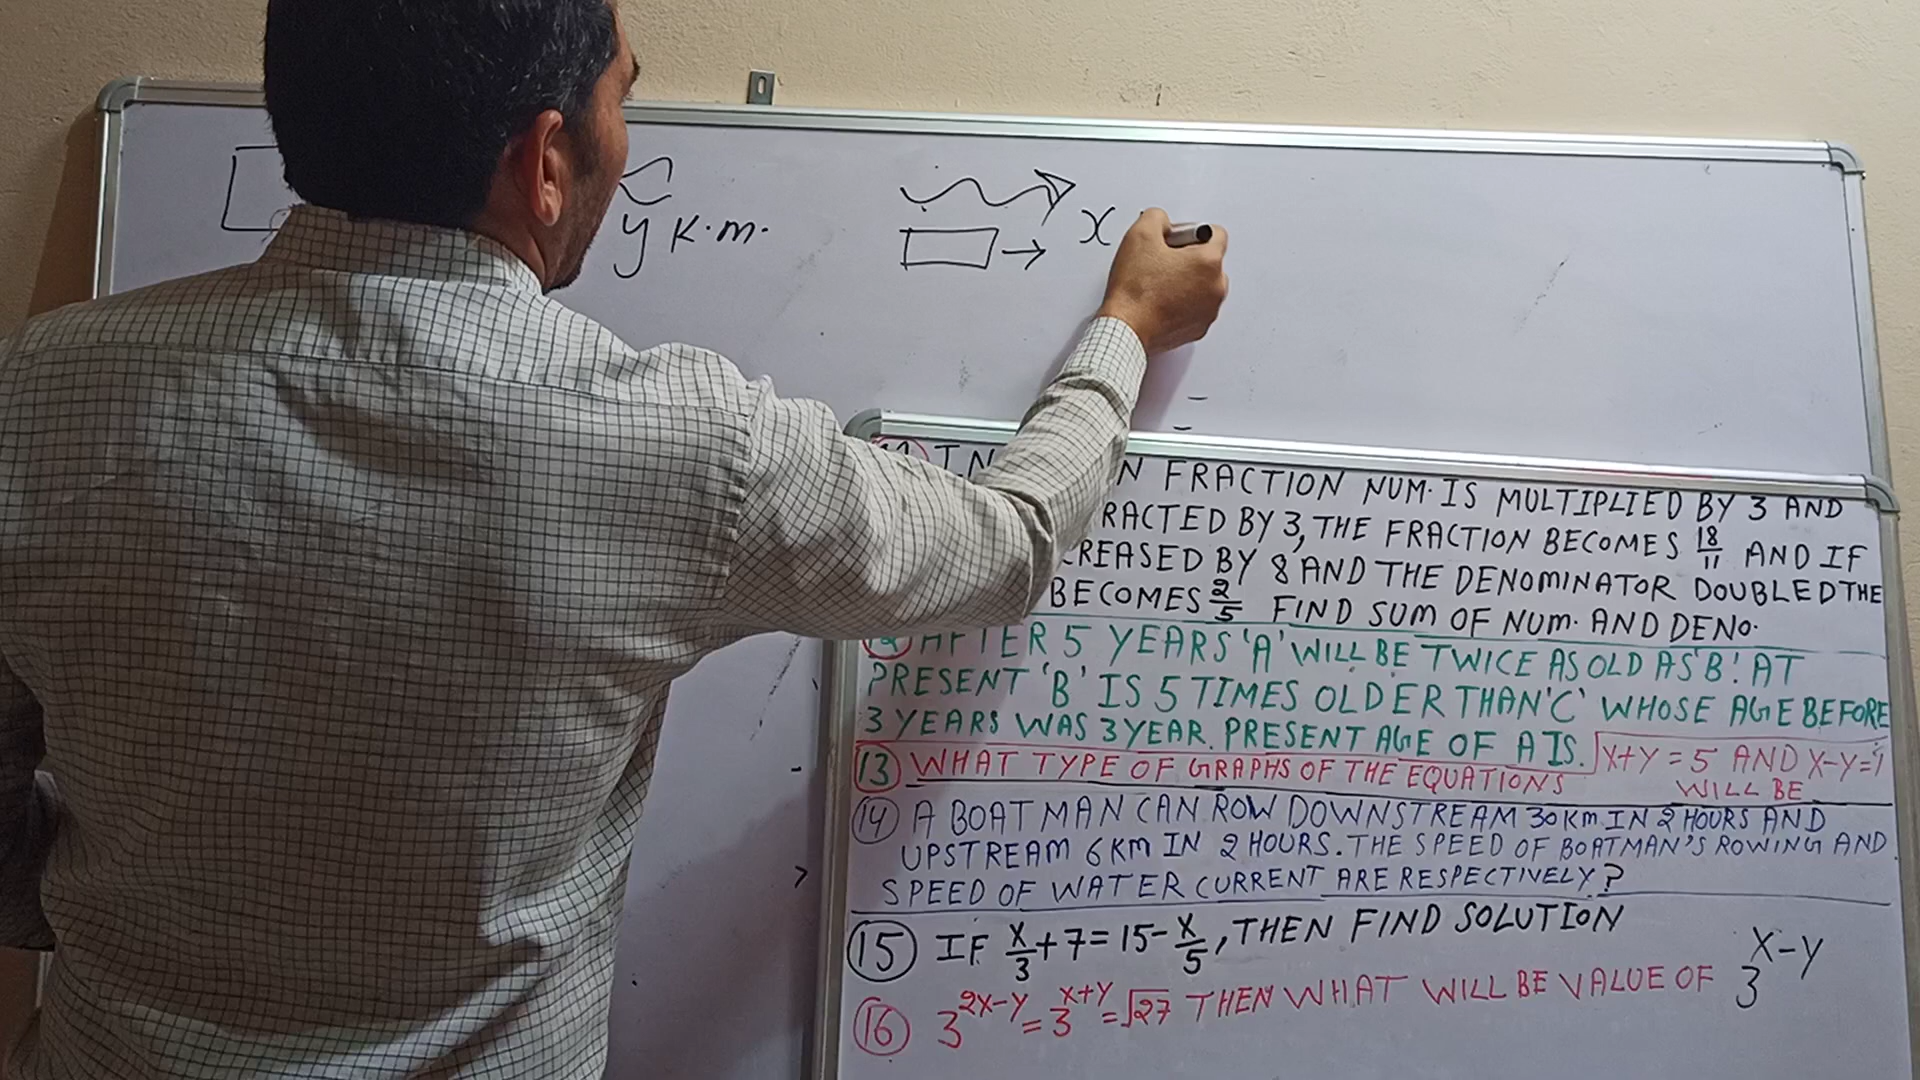 y K.m.
x
N FRACTION NUM. IS MULTIPLIED BY 3 AND
RACTED BY 3, THE FRACTION BECOMES 18/11 AND IF
CREASED BY 8 AND THE DENOMINATOR DOUBLED THE
BECOMES 2/5 FIND SUM OF NUM. AND DENO.
AFTER 5 YEARS 'A' WILL BE TWICE AS OLD AS 'B'. AT
PRESENT 'B' IS 5 TIMES OLDER THAN 'C' WHOSE AGE BEFORE
3 YEARS WAS 3 YEAR. PRESENT AGE OF A IS.
13 WHAT TYPE OF GRAPHS OF THE EQUATIONS x+y=5 AND x-y=1
WILL BE
14 A BOATMAN CAN ROW DOWNSTREAM 30 Km IN 2 HOURS AND
UPSTREAM 6 KM IN 2 HOURS. THE SPEED OF BOATMAN'S ROWING AND
SPEED OF WATER CURRENT ARE RESPECTIVELY?
15 IF x/3+7=15-x/5, THEN FIND SOLUTION
16 3^(2x-y)=3^(x+y)=√27 THEN WHAT WILL BE VALUE OF 3^(x-y)